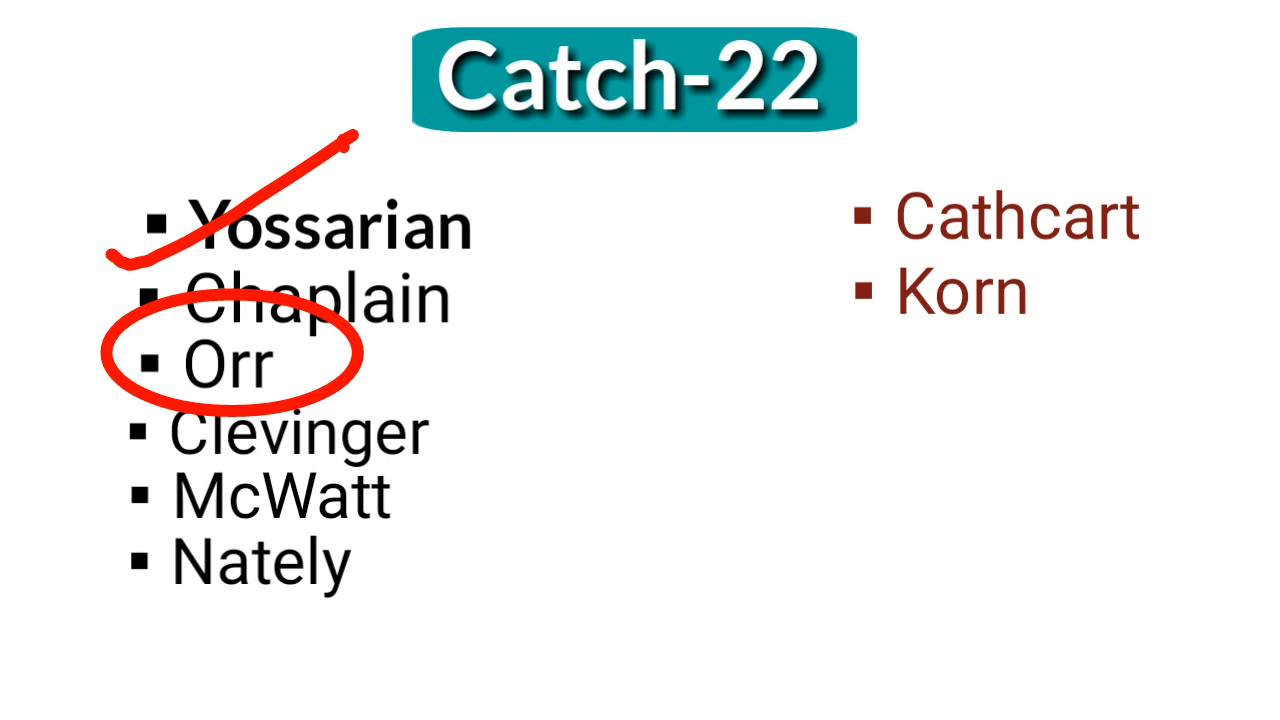 Catch-22
▪ Yossarian
▪ Chaplain
▪ Orr
▪ Clevinger
▪ McWatt
▪ Nately
▪ Cathcart
▪ Korn